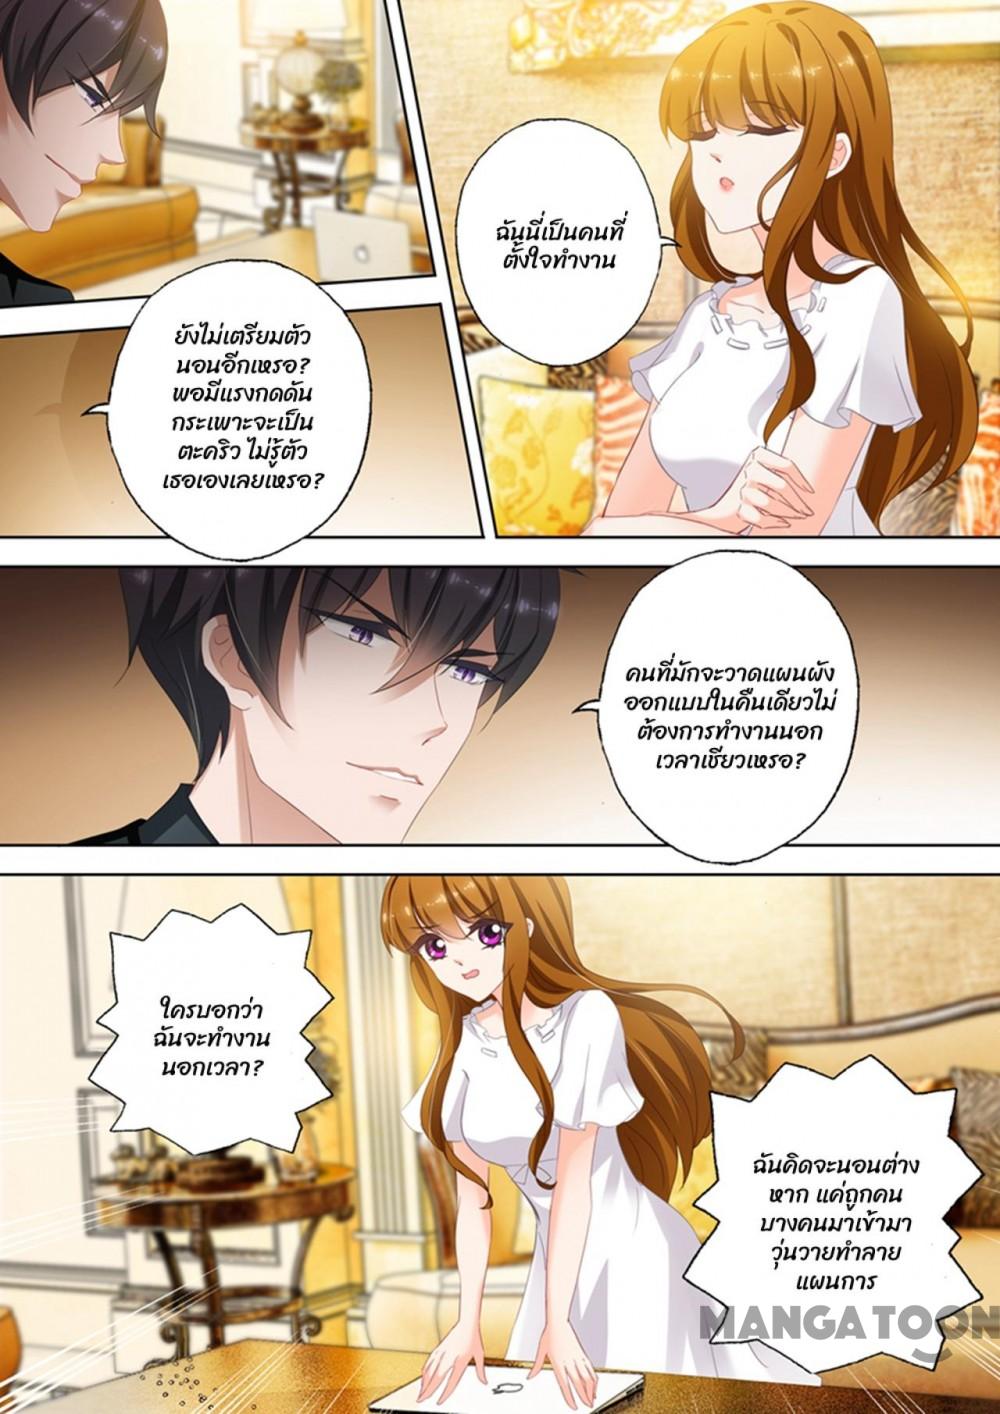 ฉันนี่เป็นคนที่
ตั้งใจทำงาน
ยังไม่เตรียมตัว
นอนอีกเหรอ?
พอมีแรงกดดัน
กระเพาะจะเป็น
ตะคริว ไม่รู้ตัว
เธอเองเลยเหรอ?
คนที่มักจะวาดแผนผัง
ออกแบบในคืนเดียวไม่
ต้องการทำงานนอก
เวลาเชียวเหรอ?
ใครบอกว่า
ฉันจะทำงาน
นอกเวลา?
ฉันคิดจะนอนต่าง
หาก แค่ถูกคน
บางคนมาเข้ามา
วุ่นวายทำลาย
แผนการ
MANGATOON